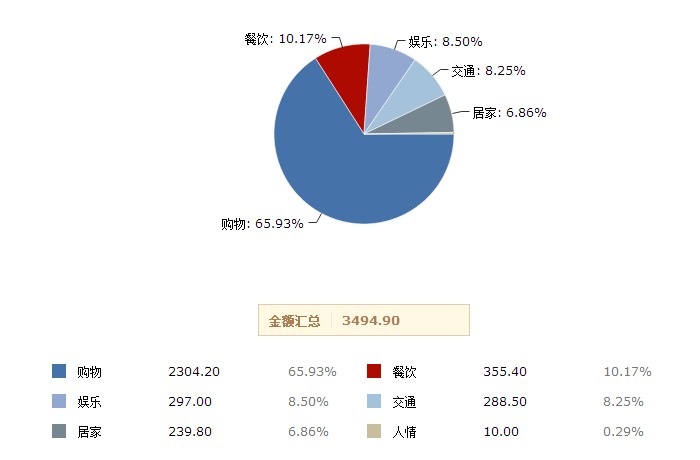 餐饮: 10.17%
娱乐: 8.50%
交通: 8.25%
居家: 6.86%
购物: 65.93%
金额汇总 3494.90
购物 2304.20 65.93% 餐饮 355.40 10.17%
娱乐 297.00 8.50% 交通 288.50 8.25%
居家 239.80 6.86% 人情 10.00 0.29%